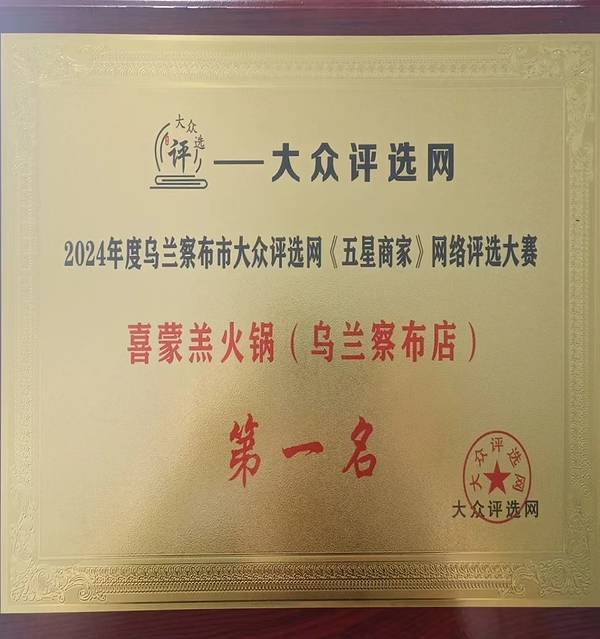 大众评选
评
一大众评选网
2024年度乌兰察布市大众评选网《五星商家》网络评选大赛
喜蒙羔火锅（乌兰察布店）
第一名
大众评选网
大众评选网